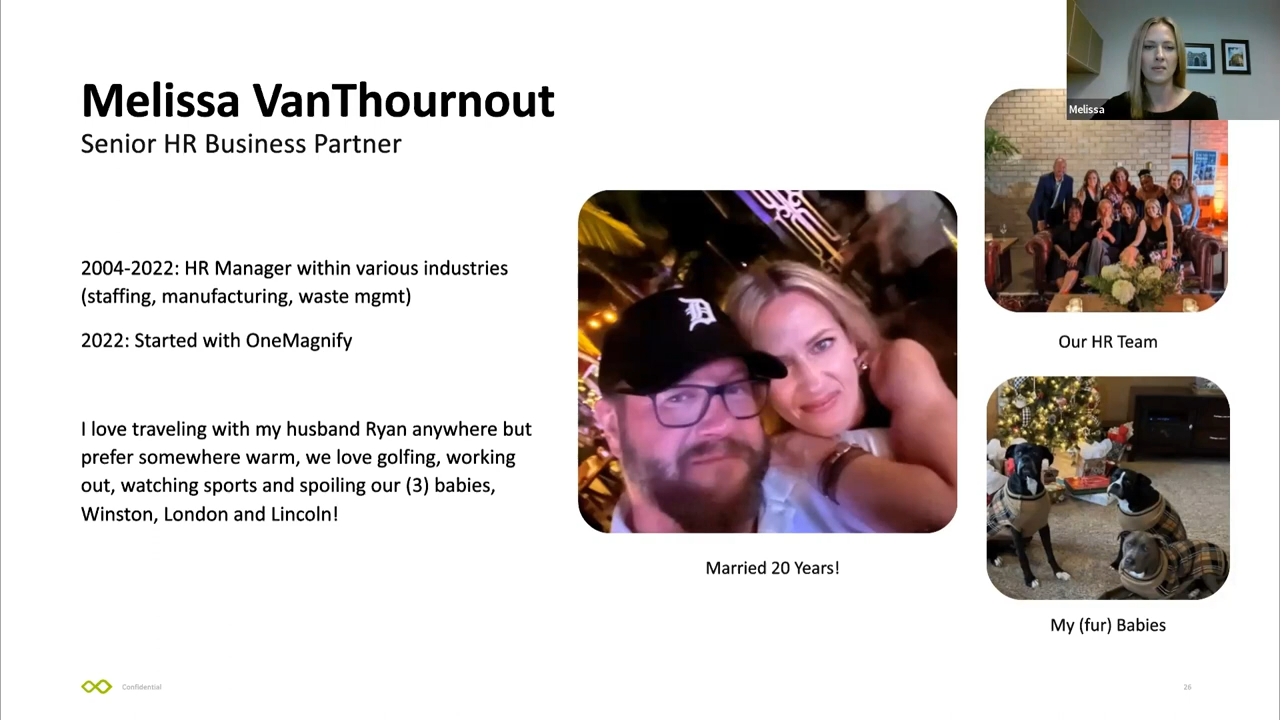 Melissa VanThournout
Senior HR Business Partner
Melissa
2004-2022: HR Manager within various industries
(staffing, manufacturing, waste mgmt)
2022: Started with OneMagnify
I love traveling with my husband Ryan anywhere but
prefer somewhere warm, we love golfing, working
out, watching sports and spoiling our (3) babies,
Winston, London and Lincoln!
D
Married 20 Years!
Our HR Team
My (fur) Babies
Confidential
26